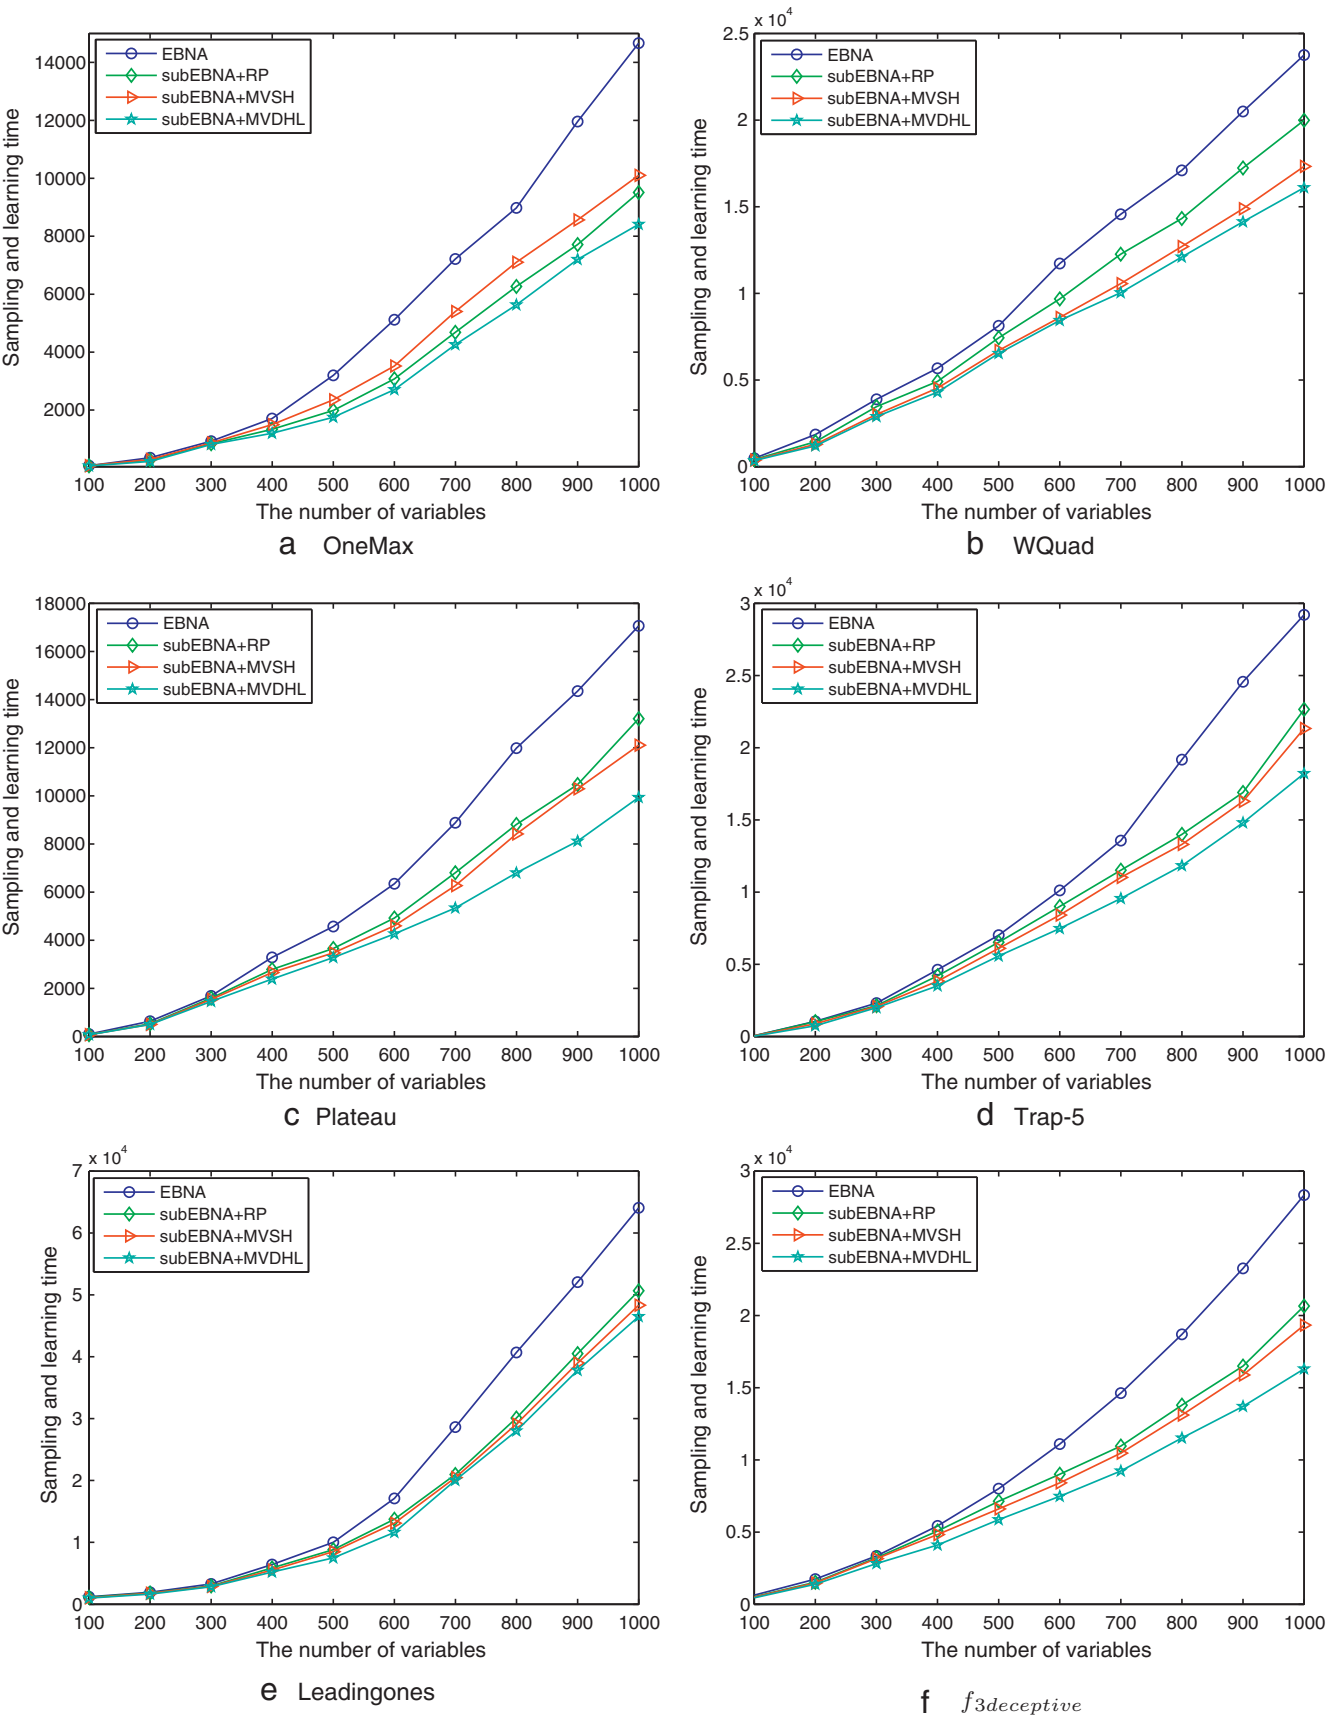 EBNA
subEBNA+RP
subEBNA+MVSH
subEBNA+MVDHL
14000
12000
10000
8000
6000
4000
2000
Sampling and learning time
100 200 300 400 500 600 700 800 900 1000
The number of variables
a OneMax
x 10^4
EBNA
subEBNA+RP
subEBNA+MVSH
subEBNA+MVDHL
2.5
2
1.5
1
0.5
0
Sampling and learning time
100 200 300 400 500 600 700 800 900 1000
The number of variables
b WQuad
EBNA
subEBNA+RP
subEBNA+MVSH
subEBNA+MVDHL
18000
16000
14000
12000
10000
8000
6000
4000
2000
0
Sampling and learning time
100 200 300 400 500 600 700 800 900 1000
The number of variables
c Plateau
x 10^4
EBNA
subEBNA+RP
subEBNA+MVSH
subEBNA+MVDHL
3
2.5
2
1.5
1
0.5
0
Sampling and learning time
100 200 300 400 500 600 700 800 900 1000
The number of variables
d Trap-5
x 10^4
EBNA
subEBNA+RP
subEBNA+MVSH
subEBNA+MVDHL
7
6
5
4
3
2
1
0
Sampling and learning time
100 200 300 400 500 600 700 800 900 1000
The number of variables
e Leadingones
x 10^4
EBNA
subEBNA+RP
subEBNA+MVSH
subEBNA+MVDHL
3
2.5
2
1.5
1
0.5
0
Sampling and learning time
100 200 300 400 500 600 700 800 900 1000
The number of variables
f f3deceptive